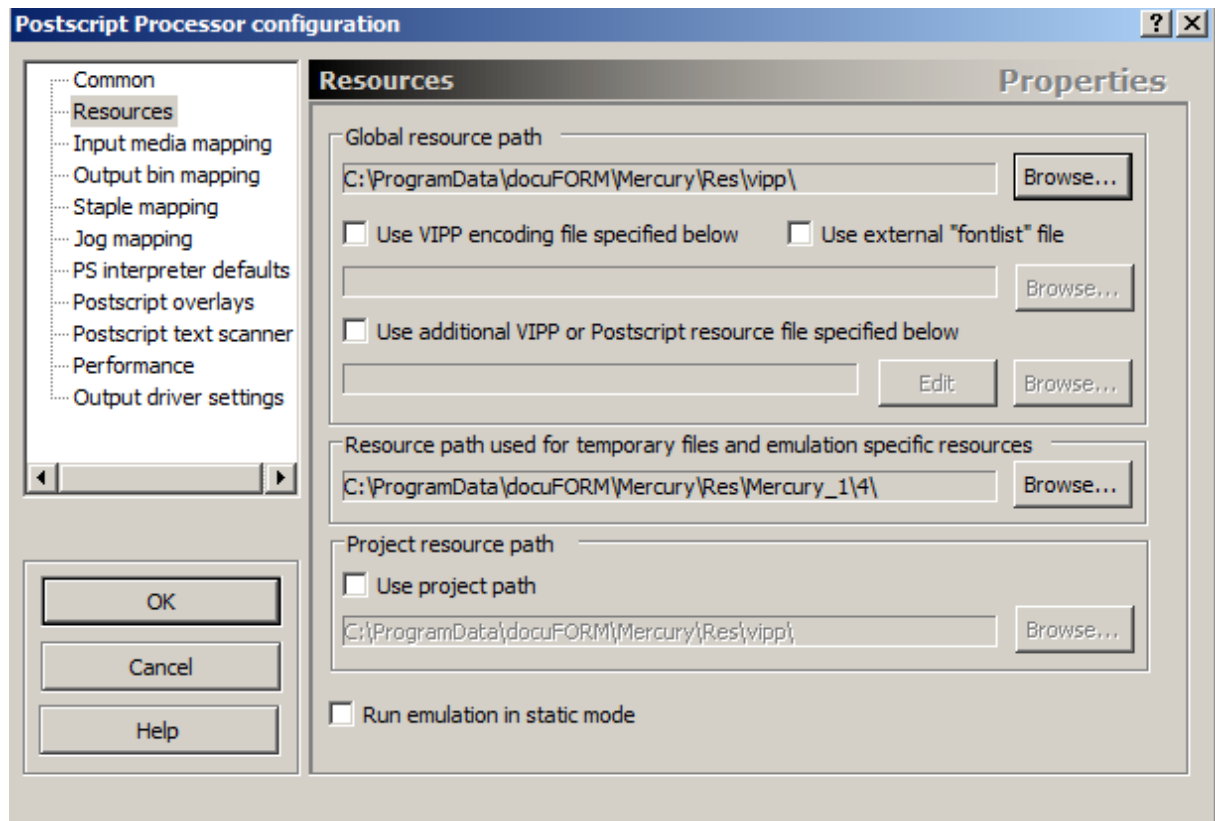 Postscript Processor configuration
Common
Resources
Input media mapping
Output bin mapping
Staple mapping
Jog mapping
PS interpreter defaults
Postscript overlays
Postscript text scanner
Performance
Output driver settings
OK
Cancel
Help
Resources Properties
Global resource path
C:\ProgramData\docuFORM\Mercury\Res\vipp\ Browse...
Use VIPP encoding file specified below Use external "fontlist" file
Browse...
Use additional VIPP or Postscript resource file specified below
Edit Browse...
Resource path used for temporary files and emulation specific resources
C:\ProgramData\docuFORM\Mercury\Res\Mercury_1\4\ Browse...
Project resource path
Use project path
C:\ProgramData\docuFORM\Mercury\Res\vipp\ Browse...
Run emulation in static mode